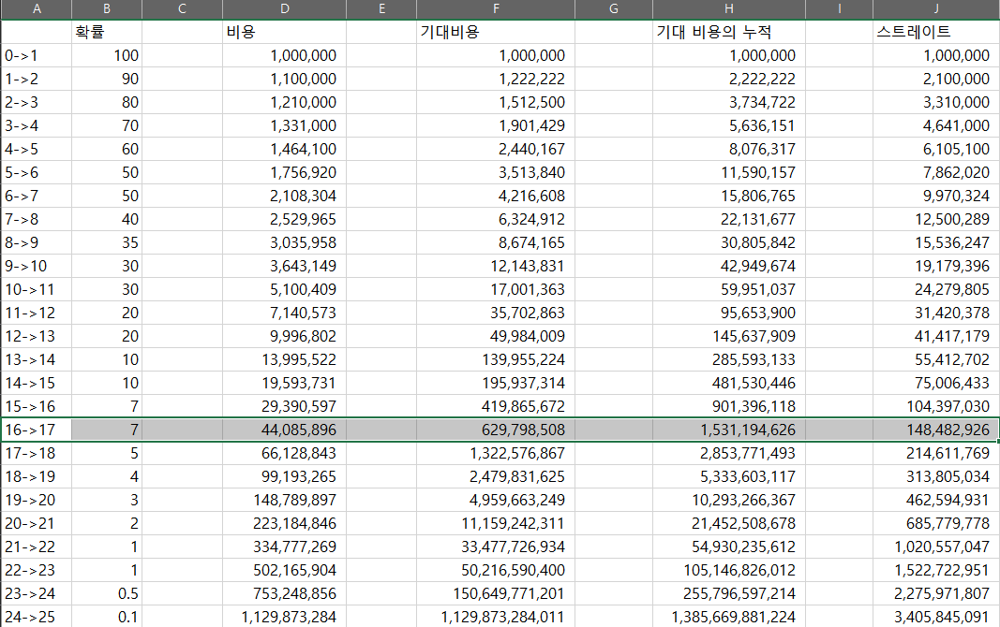 A B C D E F G H I J
확률 비용 기대비용 기대 비용의 누적 스트레이트
0->1 100 1,000,000 1,000,000 1,000,000 1,000,000
1->2 90 1,100,000 1,222,222 2,222,222 2,100,000
2->3 80 1,210,000 1,512,500 3,734,722 3,310,000
3->4 70 1,331,000 1,901,429 5,636,151 4,641,000
4->5 60 1,464,100 2,440,167 8,076,317 6,105,100
5->6 50 1,756,920 3,513,840 11,590,157 7,862,020
6->7 50 2,108,304 4,216,608 15,806,765 9,970,324
7->8 40 2,529,965 6,324,912 22,131,677 12,500,289
8->9 35 3,035,958 8,674,165 30,805,842 15,536,247
9->10 30 3,643,149 12,143,831 42,949,674 19,179,396
10->11 30 5,100,409 17,001,363 59,951,037 24,279,805
11->12 20 7,140,573 35,702,863 95,653,900 31,420,378
12->13 20 9,996,802 49,984,009 145,637,909 41,417,179
13->14 10 13,995,522 139,955,224 285,593,133 55,412,702
14->15 10 19,593,731 195,937,314 481,530,446 75,006,433
15->16 7 29,390,597 419,865,672 901,396,118 104,397,030
16->17 7 44,085,896 629,798,508 1,531,194,626 148,482,926
17->18 5 66,128,843 1,322,576,867 2,853,771,493 214,611,769
18->19 4 99,193,265 2,479,831,625 5,333,603,117 313,805,034
19->20 3 148,789,897 4,959,663,249 10,293,266,367 462,594,931
20->21 2 223,184,846 11,159,242,311 21,452,508,678 685,779,778
21->22 1 334,777,269 33,477,726,934 54,930,235,612 1,020,557,047
22->23 1 502,165,904 50,216,590,400 105,146,826,012 1,522,722,951
23->24 0.5 753,248,856 150,649,771,201 255,796,597,214 2,275,971,807
24->25 0.1 1,129,873,284 1,129,873,284,011 1,385,669,881,224 3,405,845,091